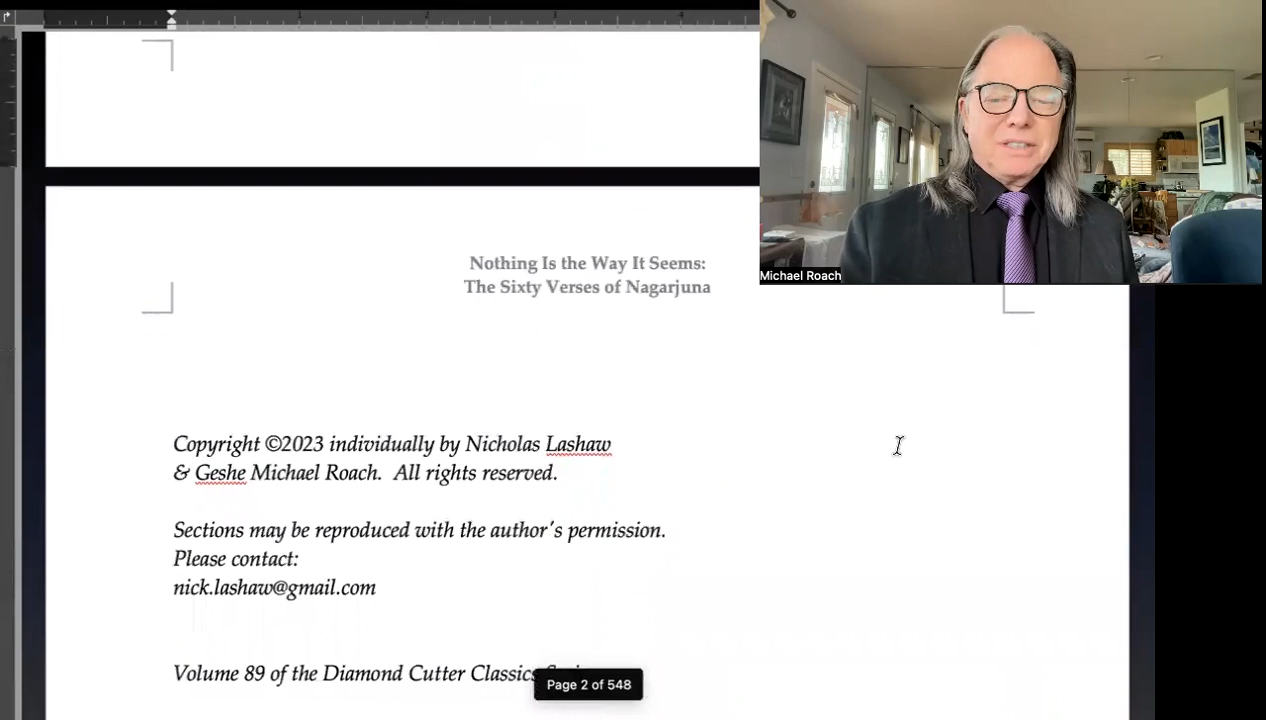 Michael Roach
Nothing Is the Way It Seems:
The Sixty Verses of Nagarjuna
Copyright ©2023 individually by Nicholas Lashaw
& Geshe Michael Roach.  All rights reserved.
Sections may be reproduced with the author's permission.
Please contact:
nick.lashaw@gmail.com
Volume 89 of the Diamond Cutter Classics
Page 2 of 548